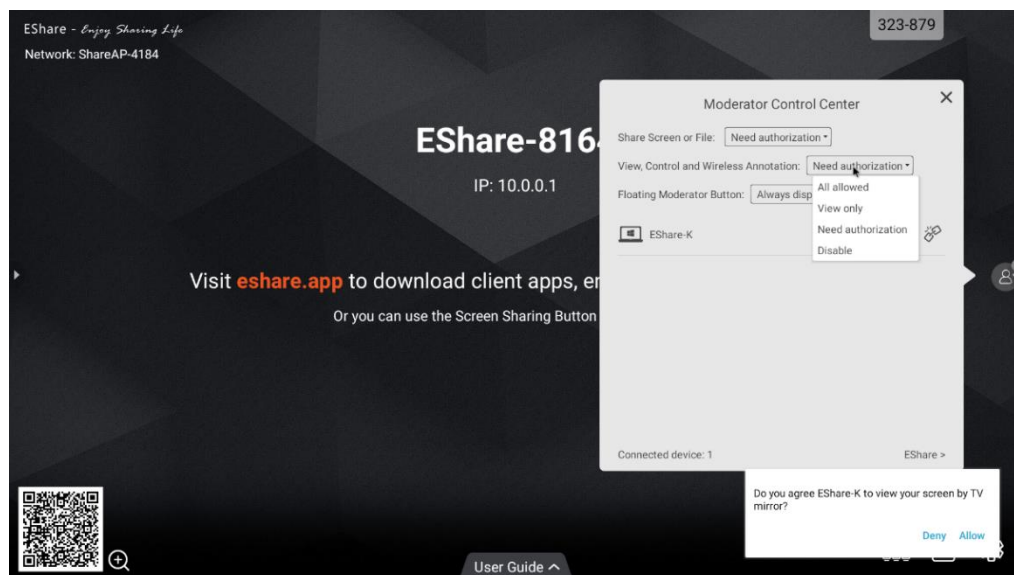 EShare - Enjoy Sharing Life
323-879
Network: ShareAP-4184
Moderator Control Center
Share Screen or File: Need authorization
View, Control and Wireless Annotation: Need authorization
Floating Moderator Button: Always disp
All allowed
View only
Need authorization
Disable
EShare-K
EShare-816
IP: 10.0.0.1
Visit eshare.app to download client apps, 
Or you can use the Screen Sharing Button
Connected device: 1
EShare >
Do you agree EShare-K to view your screen by TV
mirror?
Deny Allow
User Guide